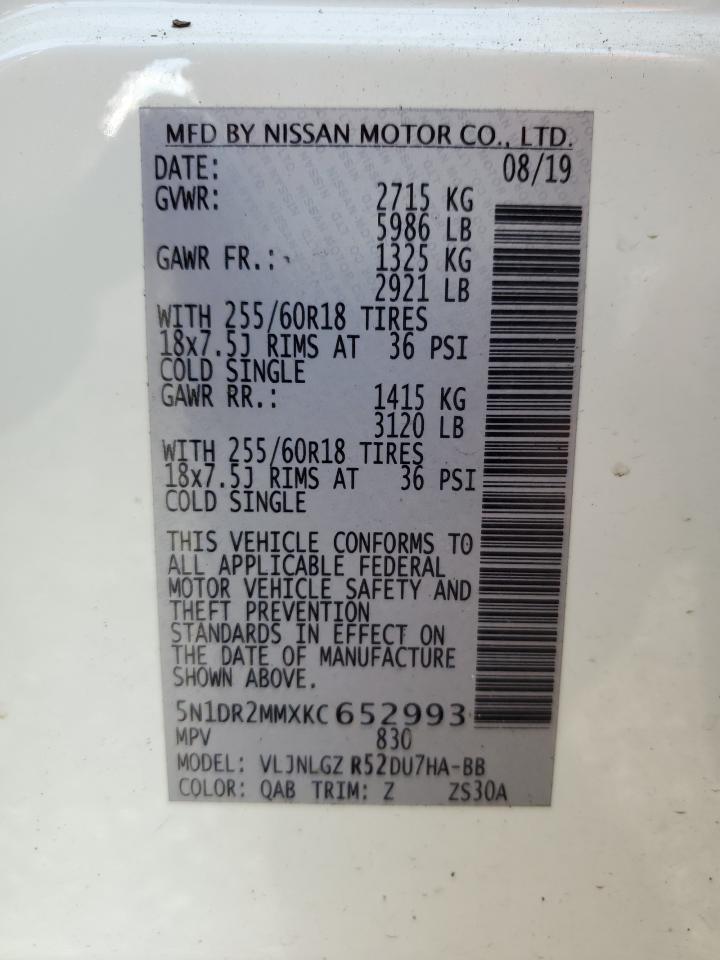 MFD BY NISSAN MOTOR CO., LTD.
DATE: 08/19
GVWR: 2715 KG
5986 LB
GAWR FR.: 1325 KG
2921 LB
WITH 255/60R18 TIRES
18x7.5J RIMS AT 36 PSI
COLD SINGLE
GAWR RR.: 1415 KG
3120 LB
WITH 255/60R18 TIRES
18x7.5J RIMS AT 36 PSI
COLD SINGLE
THIS VEHICLE CONFORMS TO
ALL APPLICABLE FEDERAL
MOTOR VEHICLE SAFETY AND
THEFT PREVENTION
STANDARDS IN EFFECT ON
THE DATE OF MANUFACTURE
SHOWN ABOVE.
5N1DR2MMXKC652993
MPV 830
MODEL: VLJNLGZ R52DU7HA-BB
COLOR: QAB TRIM: Z ZS30A